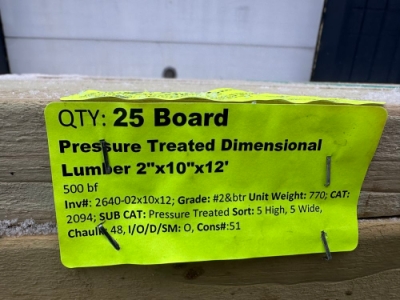 QTY: 25 Board
Pressure Treated Dimensional
Lumber 2"x10"x12'
500 bf
Inv#: 2640-02x10x12; Grade: #2&btr Unit Weight: 770; CAT:
2094; SUB CAT: Pressure Treated Sort: 5 High, 5 Wide,
48, I/O/D/SM: O, Cons#:51